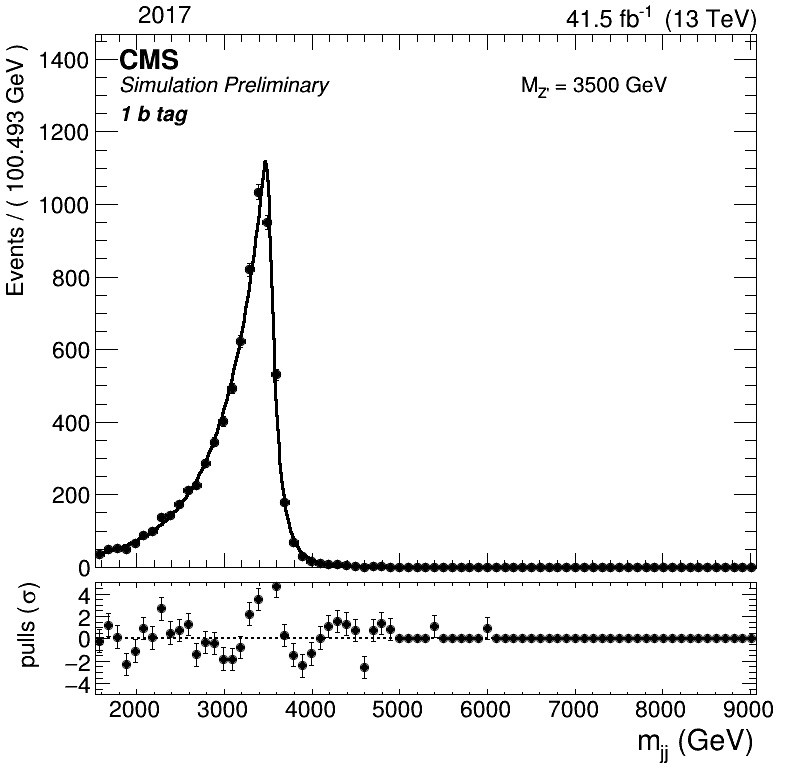 2017 41.5 fb⁻¹ (13 TeV)
CMS
Simulation Preliminary
1 b tag
M_Z' = 3500 GeV
Events / ( 100.493 GeV )
1400
1200
1000
800
600
400
200
0
pulls (σ)
4
2
0
−2
−4
2000 3000 4000 5000 6000 7000 8000 9000
m_jj (GeV)